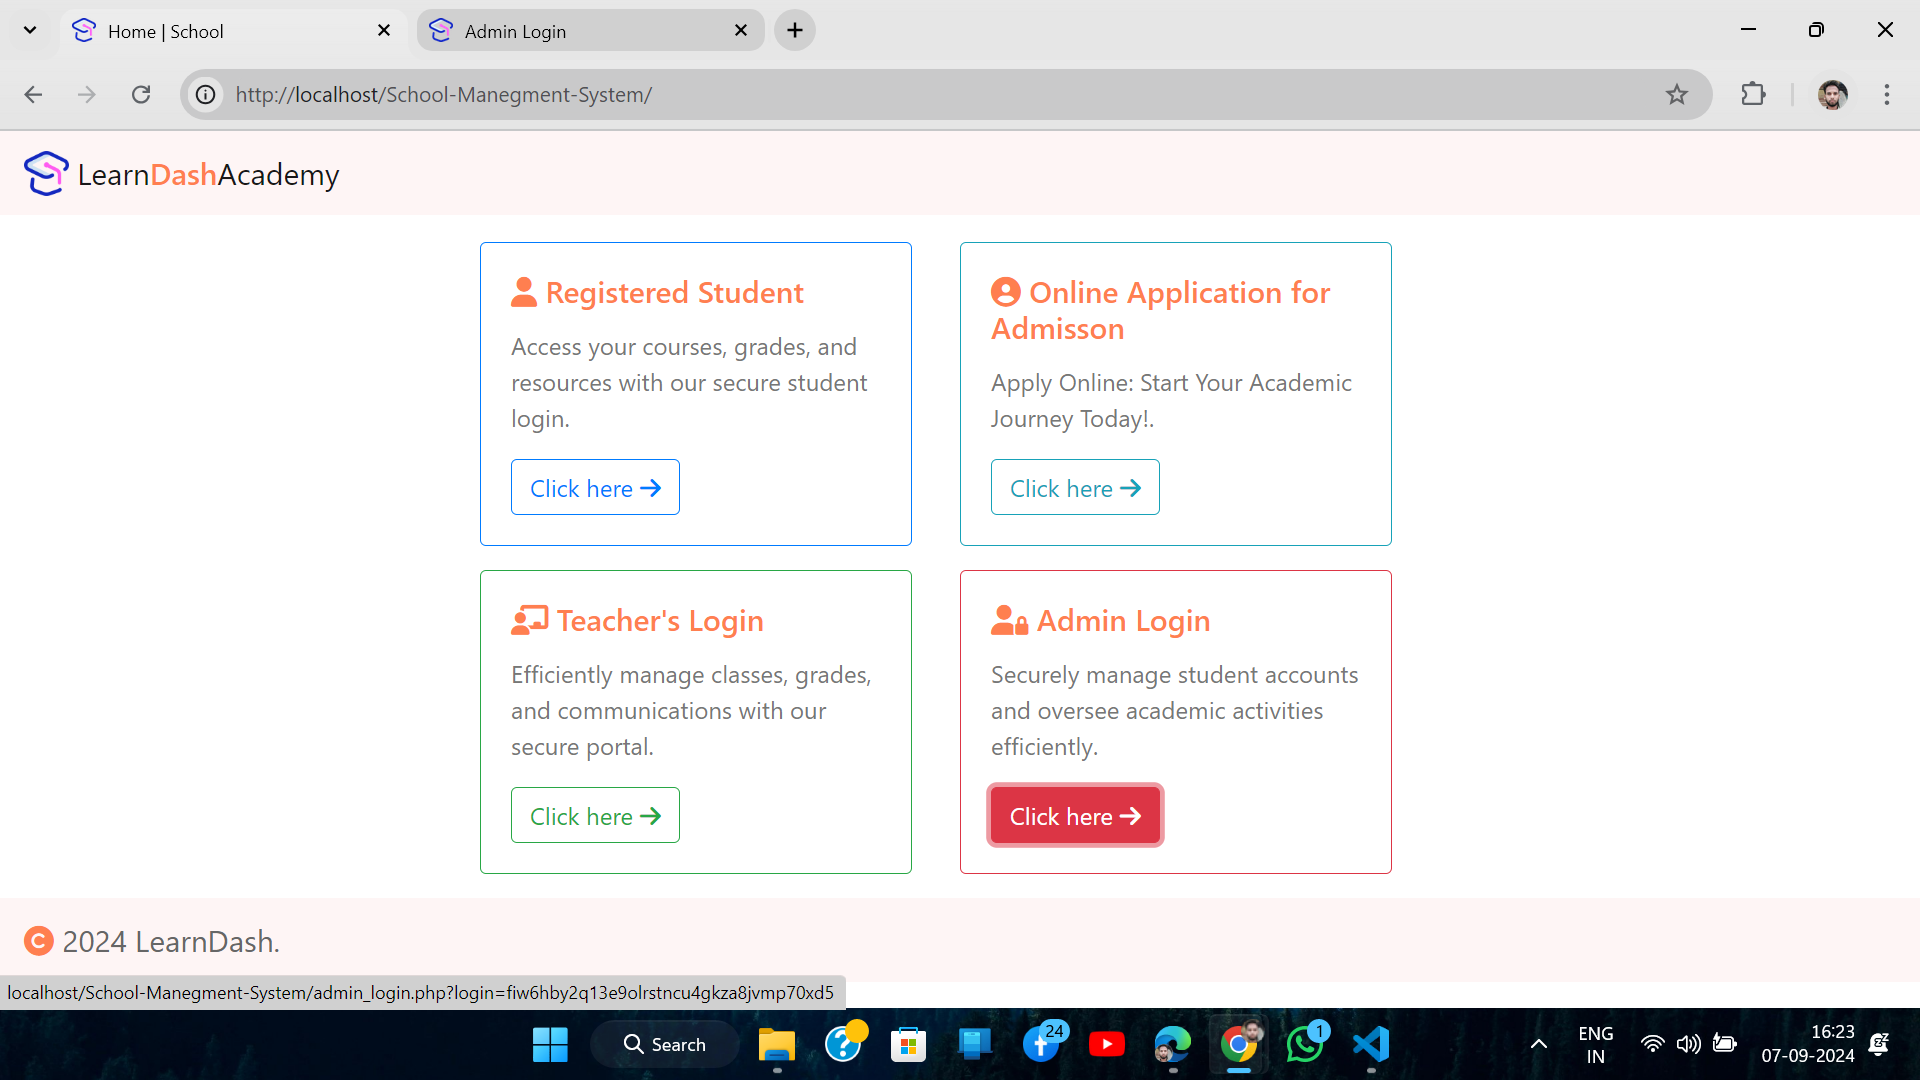 Home | School
Admin Login
http://localhost/School-Manegment-System/
LearnDashAcademy
Registered Student
Access your courses, grades, and
resources with our secure student
login.
Click here
Online Application for
Admisson
Apply Online: Start Your Academic
Journey Today!.
Click here
Teacher's Login
Efficiently manage classes, grades,
and communications with our
secure portal.
Click here
Admin Login
Securely manage student accounts
and oversee academic activities
efficiently.
Click here
C 2024 LearnDash.
localhost/School-Manegment-System/admin_login.php?login=fiw6hby2q13e9olrstncu4gkza8jvmp70xd5
Search
24
1
ENG
IN
16:23
07-09-2024